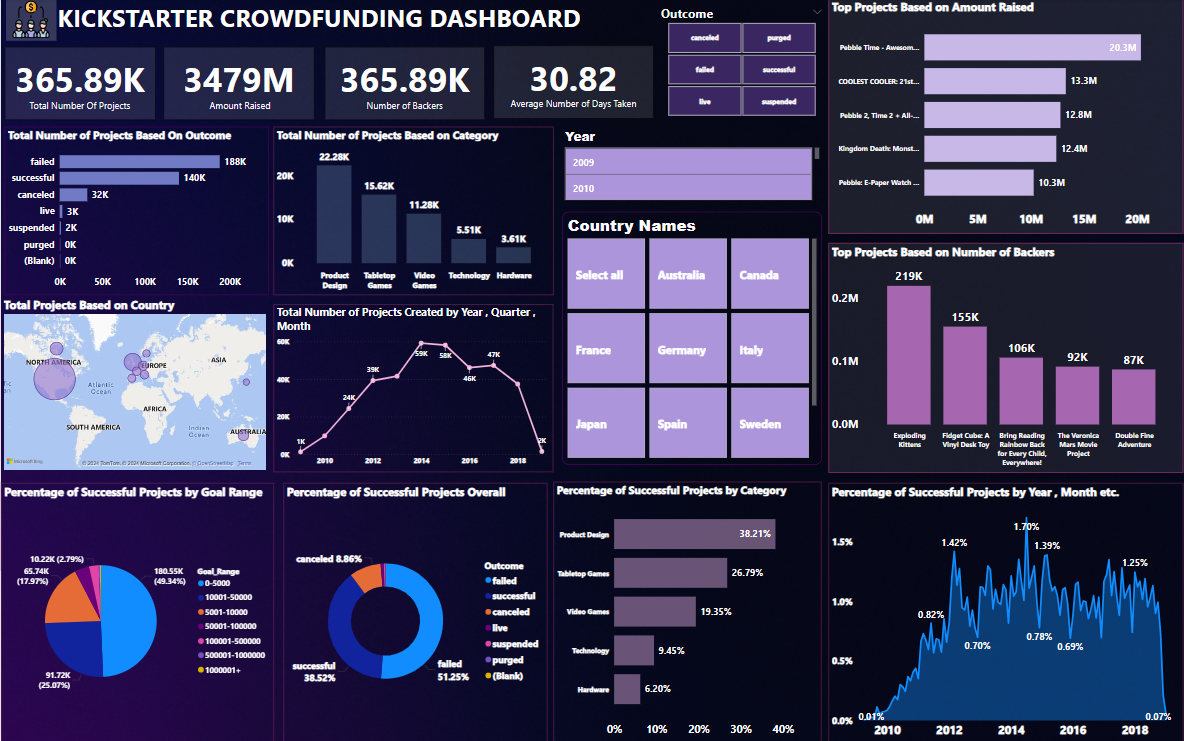 KICKSTARTER CROWDFUNDING DASHBOARD
365.89K
Total Number Of Projects
3479M
Amount Raised
365.89K
Number of Backers
30.82
Average Number of Days Taken
Outcome
canceled
purged
failed
successful
live
suspended
Top Projects Based on Amount Raised
Pebble Time - Awesom...
20.3M
COOLEST COOLER: 21st...
13.3M
Pebble 2, Time 2 + All-...
12.8M
Kingdom Death: Monst...
12.4M
Pebble: E-Paper Watch ...
10.3M
0M 5M 10M 15M 20M
Total Number of Projects Based On Outcome
failed 188K
successful 140K
canceled 32K
live 3K
suspended 2K
purged 0K
(Blank) 0K
0K 50K 100K 150K 200K
Total Number of Projects Based on Category
20K
10K
0K
22.28K
15.62K
11.28K
5.51K
3.61K
Product
Design
Tabletop
Games
Video
Games
Technology
Hardware
Year
2009
2010
Country Names
Select all
Australia
Canada
France
Germany
Italy
Japan
Spain
Sweden
Top Projects Based on Number of Backers
0.2M
0.1M
0.0M
219K
155K
106K
92K
87K
Exploding
Kittens
Fidget Cube: A
Vinyl Desk Toy
Bring Reading
Rainbow Back
for Every Child,
Everywhere!
The Veronica
Mars Movie
Project
Double Fine
Adventure
Total Projects Based on Country
NORTH AMERICA
EUROPE
ASIA
Atlantic
Ocean
AFRICA
SOUTH AMERICA
Indian
Ocean
AUSTRALIA
Microsoft Bing
© 2024 TomTom, © 2024 Microsoft Corporation © OpenStreetMap Terms
Total Number of Projects Created by Year , Quarter ,
Month
60K
40K
20K
0K
1K
24K
39K
59K
58K
46K
47K
2K
2010 2012 2014 2016 2018
Percentage of Successful Projects by Goal Range
10.22K (2.79%)
65.74K
(17.97%)
180.55K
(49.34%)
91.72K
(25.07%)
Goal_Range
0-5000
10001-50000
5001-10000
50001-100000
100001-500000
500001-1000000
1000001+
Percentage of Successful Projects Overall
canceled 8.86%
successful
38.52%
failed
51.25%
Outcome
failed
successful
canceled
live
suspended
purged
(Blank)
Percentage of Successful Projects by Category
Product Design 38.21%
Tabletop Games 26.79%
Video Games 19.35%
Technology 9.45%
Hardware 6.20%
0% 10% 20% 30% 40%
Percentage of Successful Projects by Year , Month etc.
1.5%
1.0%
0.5%
0.0%
0.01%
0.82%
1.42%
0.70%
1.70%
1.39%
0.78%
0.69%
1.25%
0.07%
2010 2012 2014 2016 2018